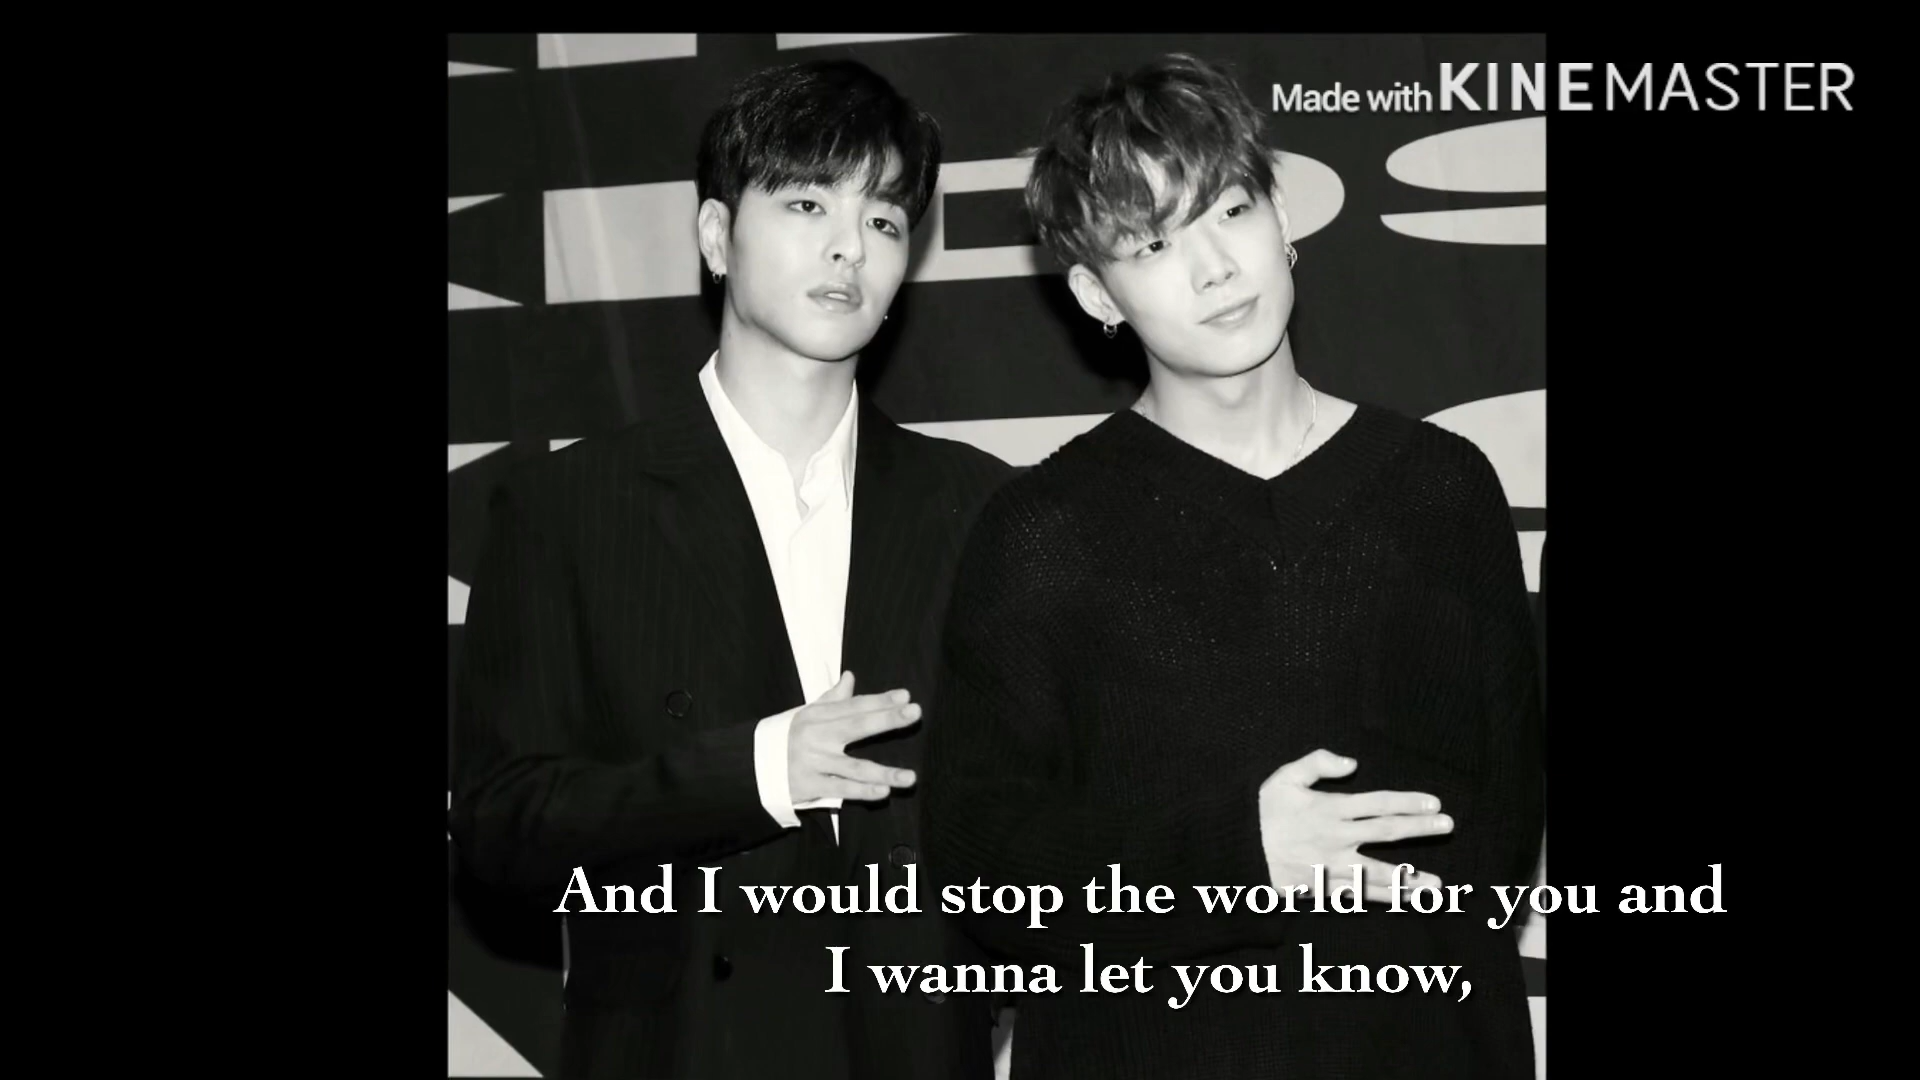 Made with KINEMASTER
And I would stop the world for you and
I wanna let you know,